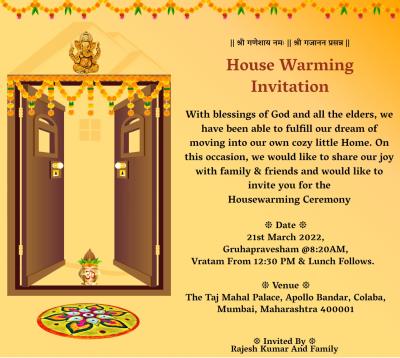 || श्री गणेशाय नमः || श्री गजानन प्रसन्न ||
House Warming
Invitation
With blessings of God and all the elders, we
have been able to fulfill our dream of
moving into our own cozy little Home. On
this occasion, we would like to share our joy
with family & friends and would like to
invite you for the
Housewarming Ceremony
❊ Date ❊
21st March 2022,
Gruhapravesham @8:20AM,
Vratam From 12:30 PM & Lunch Follows.
❊ Venue ❊
The Taj Mahal Palace, Apollo Bandar, Colaba,
Mumbai, Maharashtra 400001
❊ Invited By ❊
Rajesh Kumar And Family